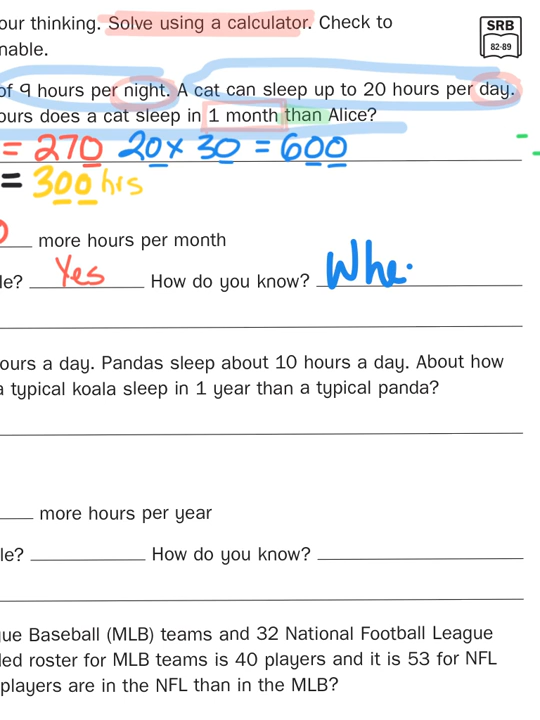 our thinking. Solve using a calculator. Check to
nable.
SRB
82-89
of 9 hours per night. A cat can sleep up to 20 hours per day.
ours does a cat sleep in 1 month than Alice?
= 270 20 x 30 = 600
= 300 hrs
0 more hours per month
le? Yes How do you know? Whe
ours a day. Pandas sleep about 10 hours a day. About how
a typical koala sleep in 1 year than a typical panda?
more hours per year
le? How do you know?
gue Baseball (MLB) teams and 32 National Football League
led roster for MLB teams is 40 players and it is 53 for NFL
players are in the NFL than in the MLB?